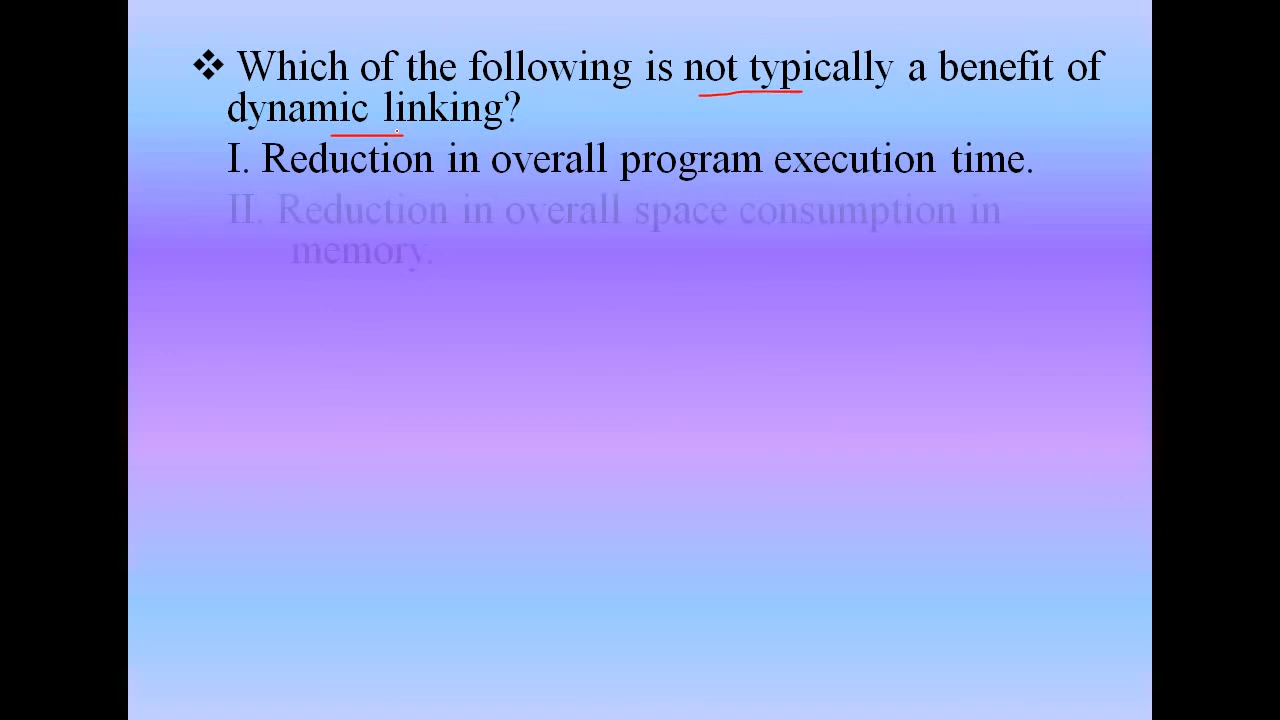 ❖ Which of the following is not typically a benefit of
dynamic linking?
I. Reduction in overall program execution time.
II. Reduction in overall space consumption in
memory.